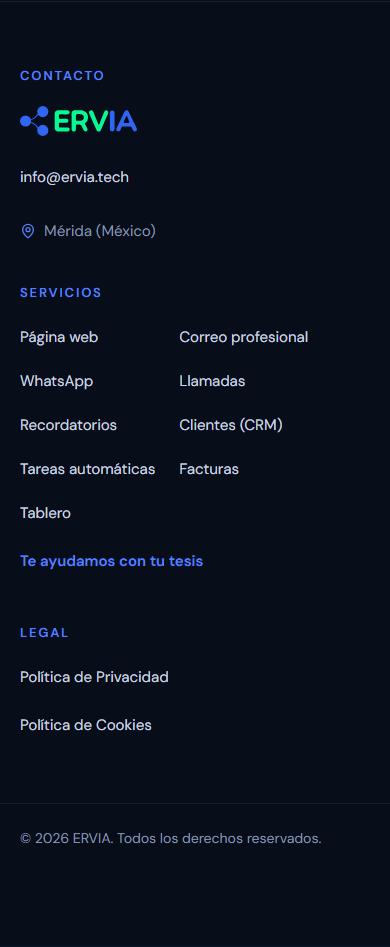 CONTACTO
ERVIA
info@ervia.tech
Mérida (México)
SERVICIOS
Página web
Correo profesional
WhatsApp
Llamadas
Recordatorios
Clientes (CRM)
Tareas automáticas
Facturas
Tablero
Te ayudamos con tu tesis
LEGAL
Política de Privacidad
Política de Cookies
© 2026 ERVIA. Todos los derechos reservados.